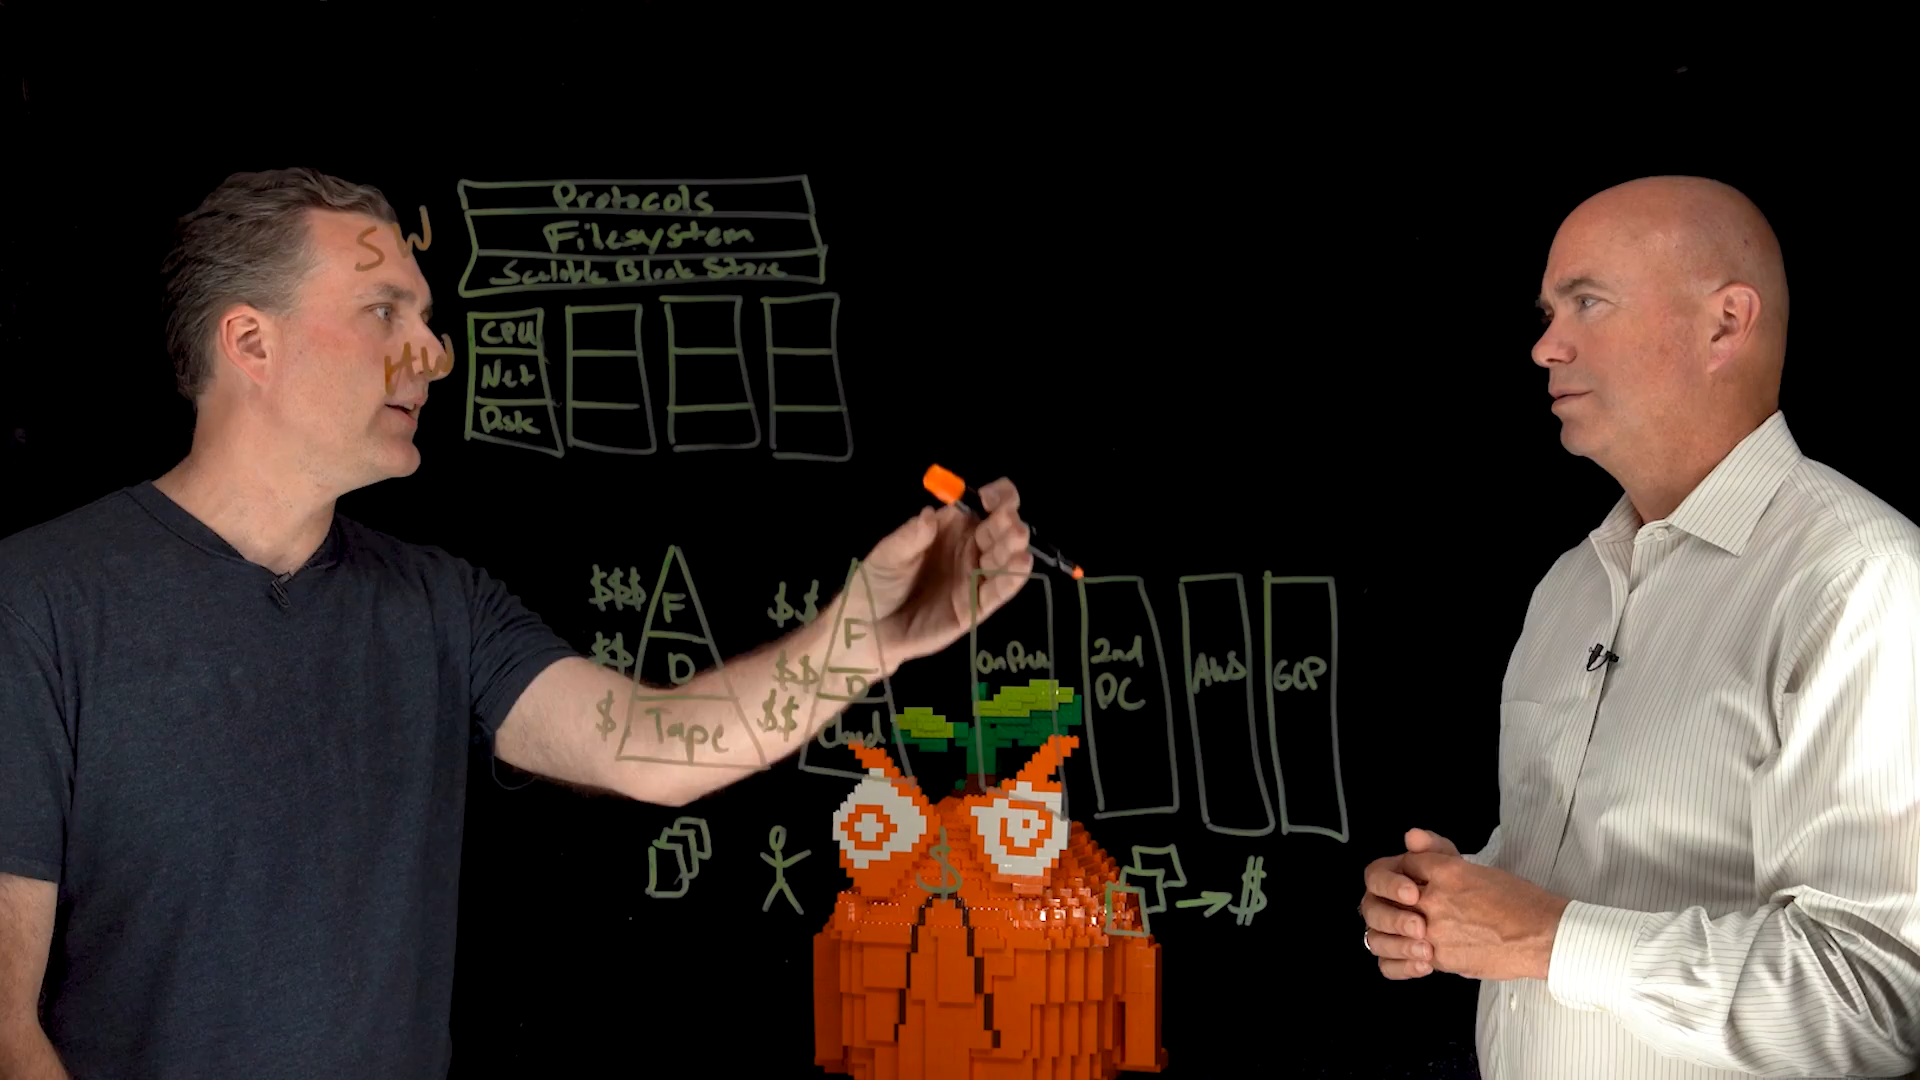 Protocols
SW
Filesystem
Scalable Block Store
HW
CPU
Net
Disk
$$$
F
$$
D
$
Tape
$$
F
$$
D
$$
Cloud
OnPrem
2nd
DC
AWS
GCP
$
→ $